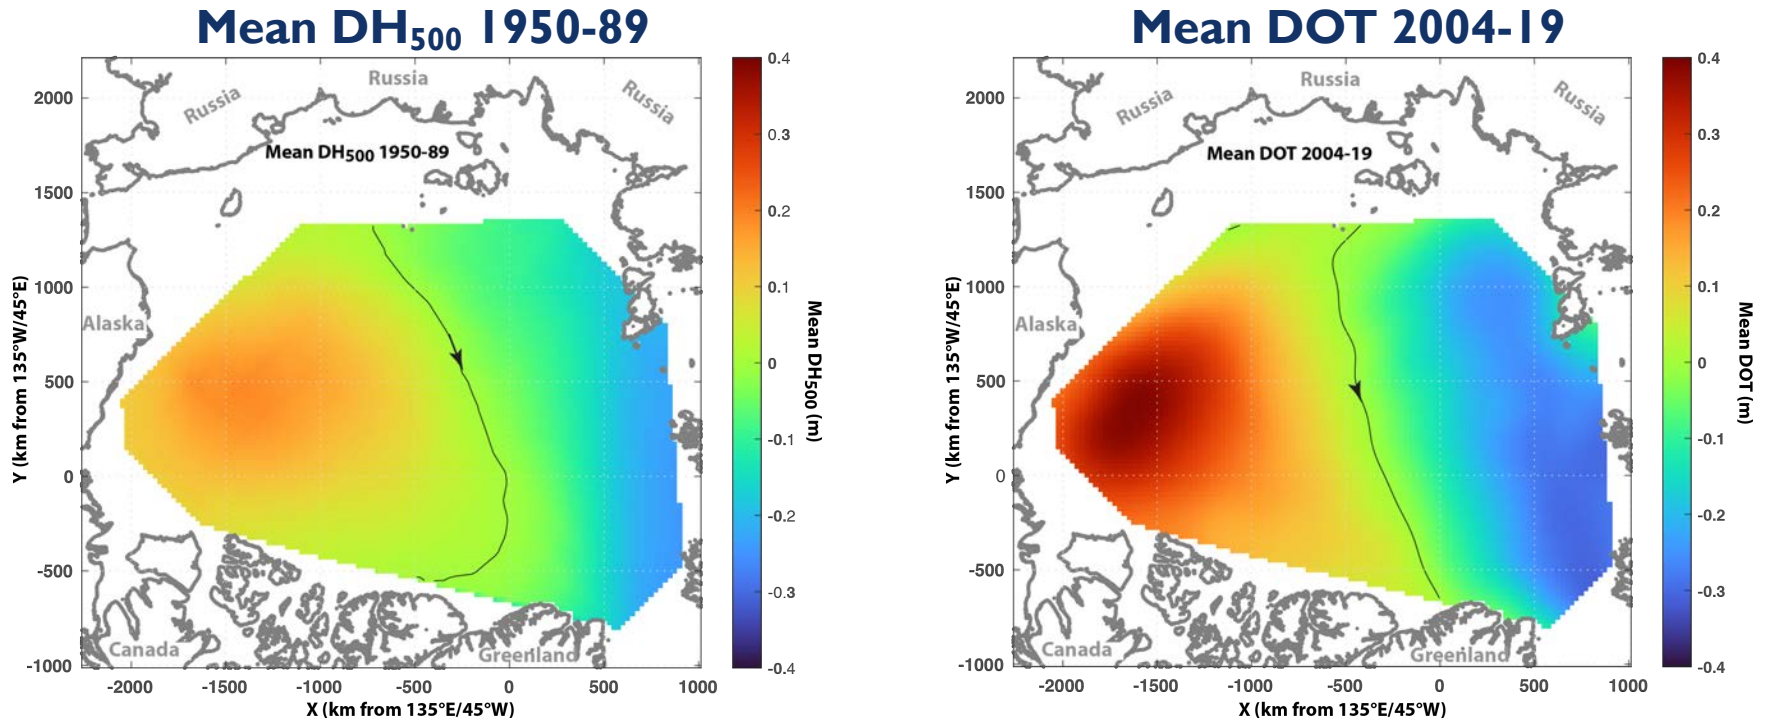 Mean DH500 1950-89
Mean DOT 2004-19
Russia
Russia
Russia
Mean DH500 1950-89
Alaska
Canada
Greenland
2000
1500
1000
500
0
-500
-1000
Y (km from 135°W/45°E)
-2000 -1500 -1000 -500 0 500 1000
X (km from 135°E/45°W)
0.4
0.3
0.2
0.1
0
-0.1
-0.2
-0.3
-0.4
Mean DH500 (m)
Russia
Russia
Russia
Mean DOT 2004-19
Alaska
Canada
Greenland
2000
1500
1000
500
0
-500
-1000
Y (km from 135°W/45°E)
-2000 -1500 -1000 -500 0 500 1000
X (km from 135°E/45°W)
0.4
0.3
0.2
0.1
0
-0.1
-0.2
-0.3
-0.4
Mean DOT (m)